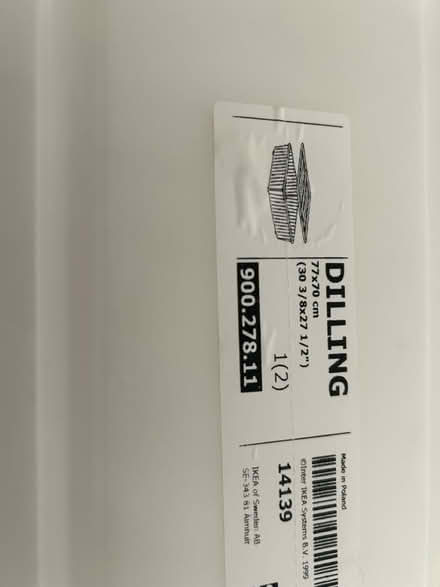 DILLING
77x70 cm
(30 3/8x27 1/2")
1(2)
900.278.11
Made in Poland
©Inter IKEA Systems B.V. 1999
14139
IKEA of Sweden AB
SE-343 81 Älmhult